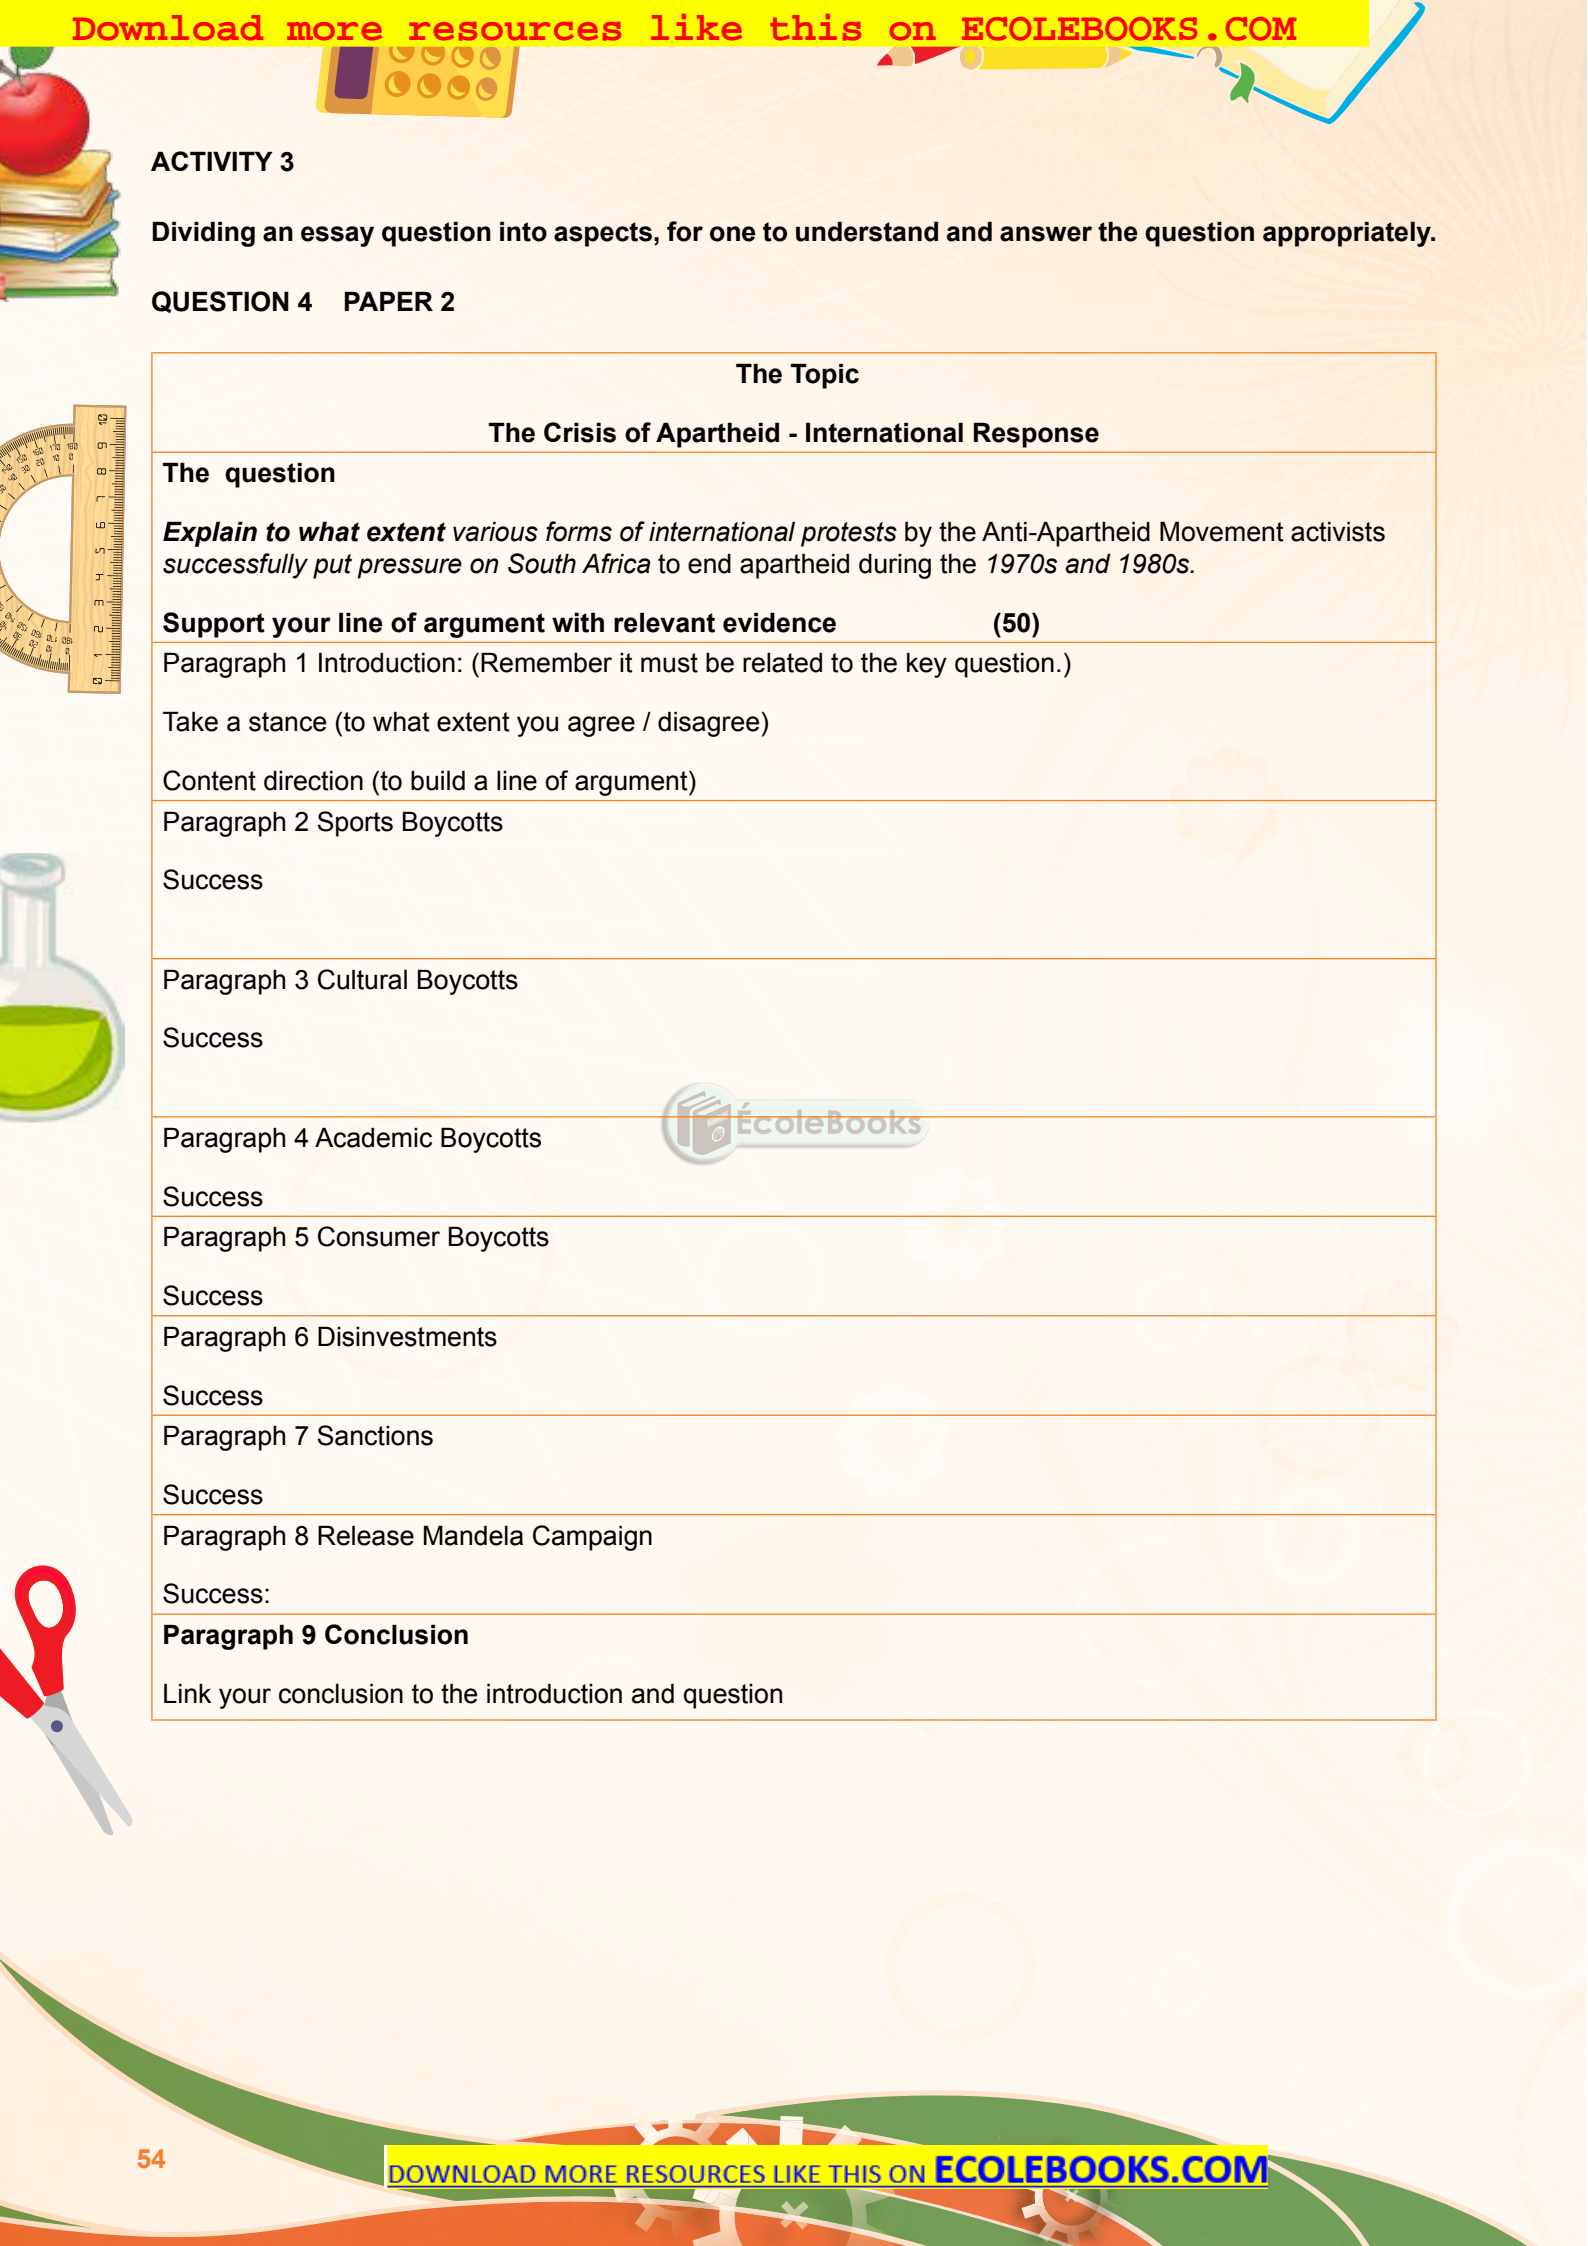 Download more resources like this on ECOLEBOOKS.COM
ACTIVITY 3
Dividing an essay question into aspects, for one to understand and answer the question appropriately.
QUESTION 4 PAPER 2
The Topic
The Crisis of Apartheid - International Response
The question
Explain to what extent various forms of international protests by the Anti-Apartheid Movement activists
successfully put pressure on South Africa to end apartheid during the 1970s and 1980s.
Support your line of argument with relevant evidence (50)
Paragraph 1 Introduction: (Remember it must be related to the key question.)
Take a stance (to what extent you agree / disagree)
Content direction (to build a line of argument)
Paragraph 2 Sports Boycotts
Success
Paragraph 3 Cultural Boycotts
Success
ÉcoleBooks
Paragraph 4 Academic Boycotts
Success
Paragraph 5 Consumer Boycotts
Success
Paragraph 6 Disinvestments
Success
Paragraph 7 Sanctions
Success
Paragraph 8 Release Mandela Campaign
Success:
Paragraph 9 Conclusion
Link your conclusion to the introduction and question
54
DOWNLOAD MORE RESOURCES LIKE THIS ON ECOLEBOOKS.COM